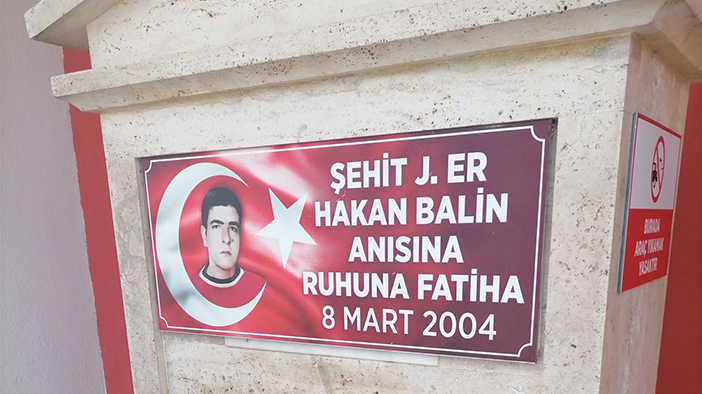 ŞEHİT J. ER
HAKAN BALİN
ANISINA
RUHUNA FATİHA
8 MART 2004
BURADA
ARAÇ YIKAMAK
YASAKTIR